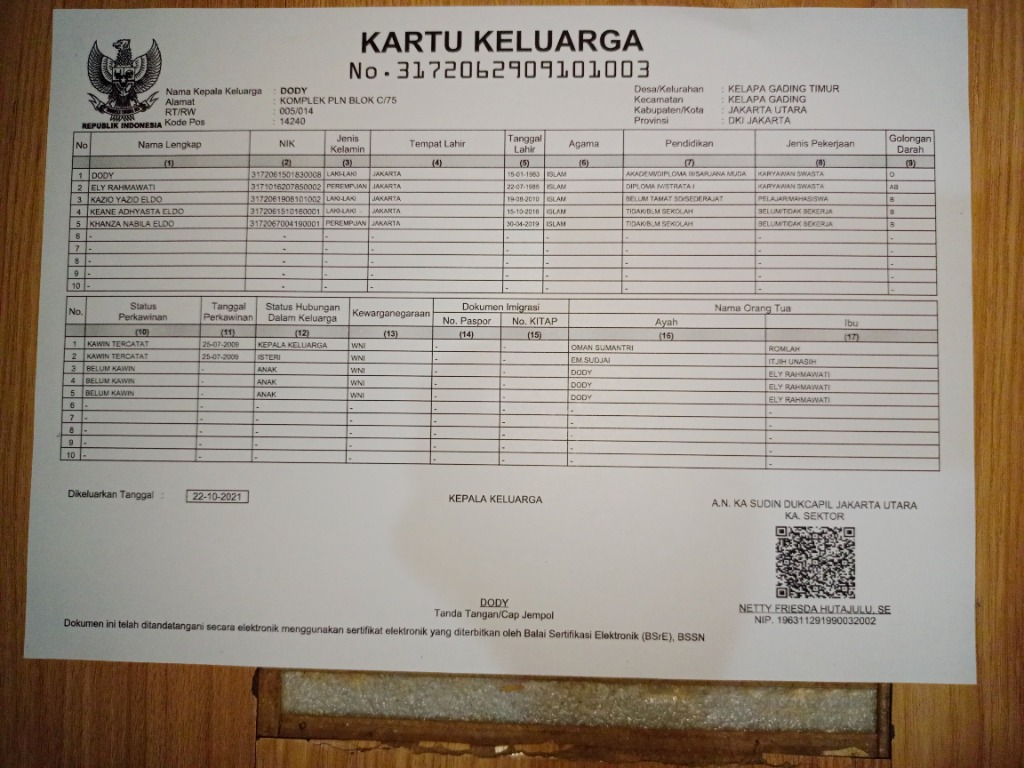 KARTU KELUARGA
No. 3172062909101003
REPUBLIK INDONESIA
Nama Kepala Keluarga : DODY
Alamat : KOMPLEK PLN BLOK C/75
RT/RW : 005/014
Kode Pos : 14240
Desa/Kelurahan : KELAPA GADING TIMUR
Kecamatan : KELAPA GADING
Kabupaten/Kota : JAKARTA UTARA
Provinsi : DKI JAKARTA
No Nama Lengkap NIK Jenis Kelamin Tempat Lahir Tanggal Lahir Agama Pendidikan Jenis Pekerjaan Golongan Darah
(1) (2) (3) (4) (5) (6) (7) (8) (9)
1 DODY 3172061501830008 LAKI-LAKI JAKARTA 15-01-1983 ISLAM AKADEMI/DIPLOMA III/SARJANA MUDA KARYAWAN SWASTA O
2 ELY RAHMAWATI 3171016207850002 PEREMPUAN JAKARTA 22-07-1985 ISLAM DIPLOMA IV/STRATA I KARYAWAN SWASTA AB
3 KAZIO YAZID ELDO 3172061908101002 LAKI-LAKI JAKARTA 19-08-2010 ISLAM BELUM TAMAT SD/SEDERAJAT PELAJAR/MAHASISWA B
4 KEANE ADHYASTA ELDO 3172061510160001 LAKI-LAKI JAKARTA 15-10-2016 ISLAM TIDAK/BLM SEKOLAH BELUM/TIDAK BEKERJA B
5 KHANZA NABILA ELDO 3172067004190001 PEREMPUAN JAKARTA 30-04-2019 ISLAM TIDAK/BLM SEKOLAH BELUM/TIDAK BEKERJA B
6 - - - - - - - -
7 - - - - - - - -
8 - - - - - - - -
9 - - - - - - - -
10 - - - - - - - -
No. Status Perkawinan Tanggal Perkawinan Status Hubungan Dalam Keluarga Kewarganegaraan Dokumen Imigrasi Nama Orang Tua
No. Paspor No. KITAP Ayah Ibu
(10) (11) (12) (13) (14) (15) (16) (17)
1 KAWIN TERCATAT 25-07-2009 KEPALA KELUARGA WNI - - OMAN SUMANTRI ROMLAH
2 KAWIN TERCATAT 25-07-2009 ISTERI WNI - - EM.SUDJAI ITJIH UNASIH
3 BELUM KAWIN - ANAK WNI - - DODY ELY RAHMAWATI
4 BELUM KAWIN - ANAK WNI - - DODY ELY RAHMAWATI
5 BELUM KAWIN - ANAK WNI - - DODY ELY RAHMAWATI
6 - - - - - - - -
7 - - - - - - - -
8 - - - - - - - -
9 - - - - - - - -
10 - - - - - - - -
Dikeluarkan Tanggal : 22-10-2021
KEPALA KELUARGA
DODY
Tanda Tangan/Cap Jempol
A.N. KA SUDIN DUKCAPIL JAKARTA UTARA
KA. SEKTOR
NETTY FRIESDA HUTAJULU, SE
NIP. 196311291990032002
Dokumen ini telah ditandatangani secara elektronik menggunakan sertifikat elektronik yang diterbitkan oleh Balai Sertifikasi Elektronik (BSrE), BSSN